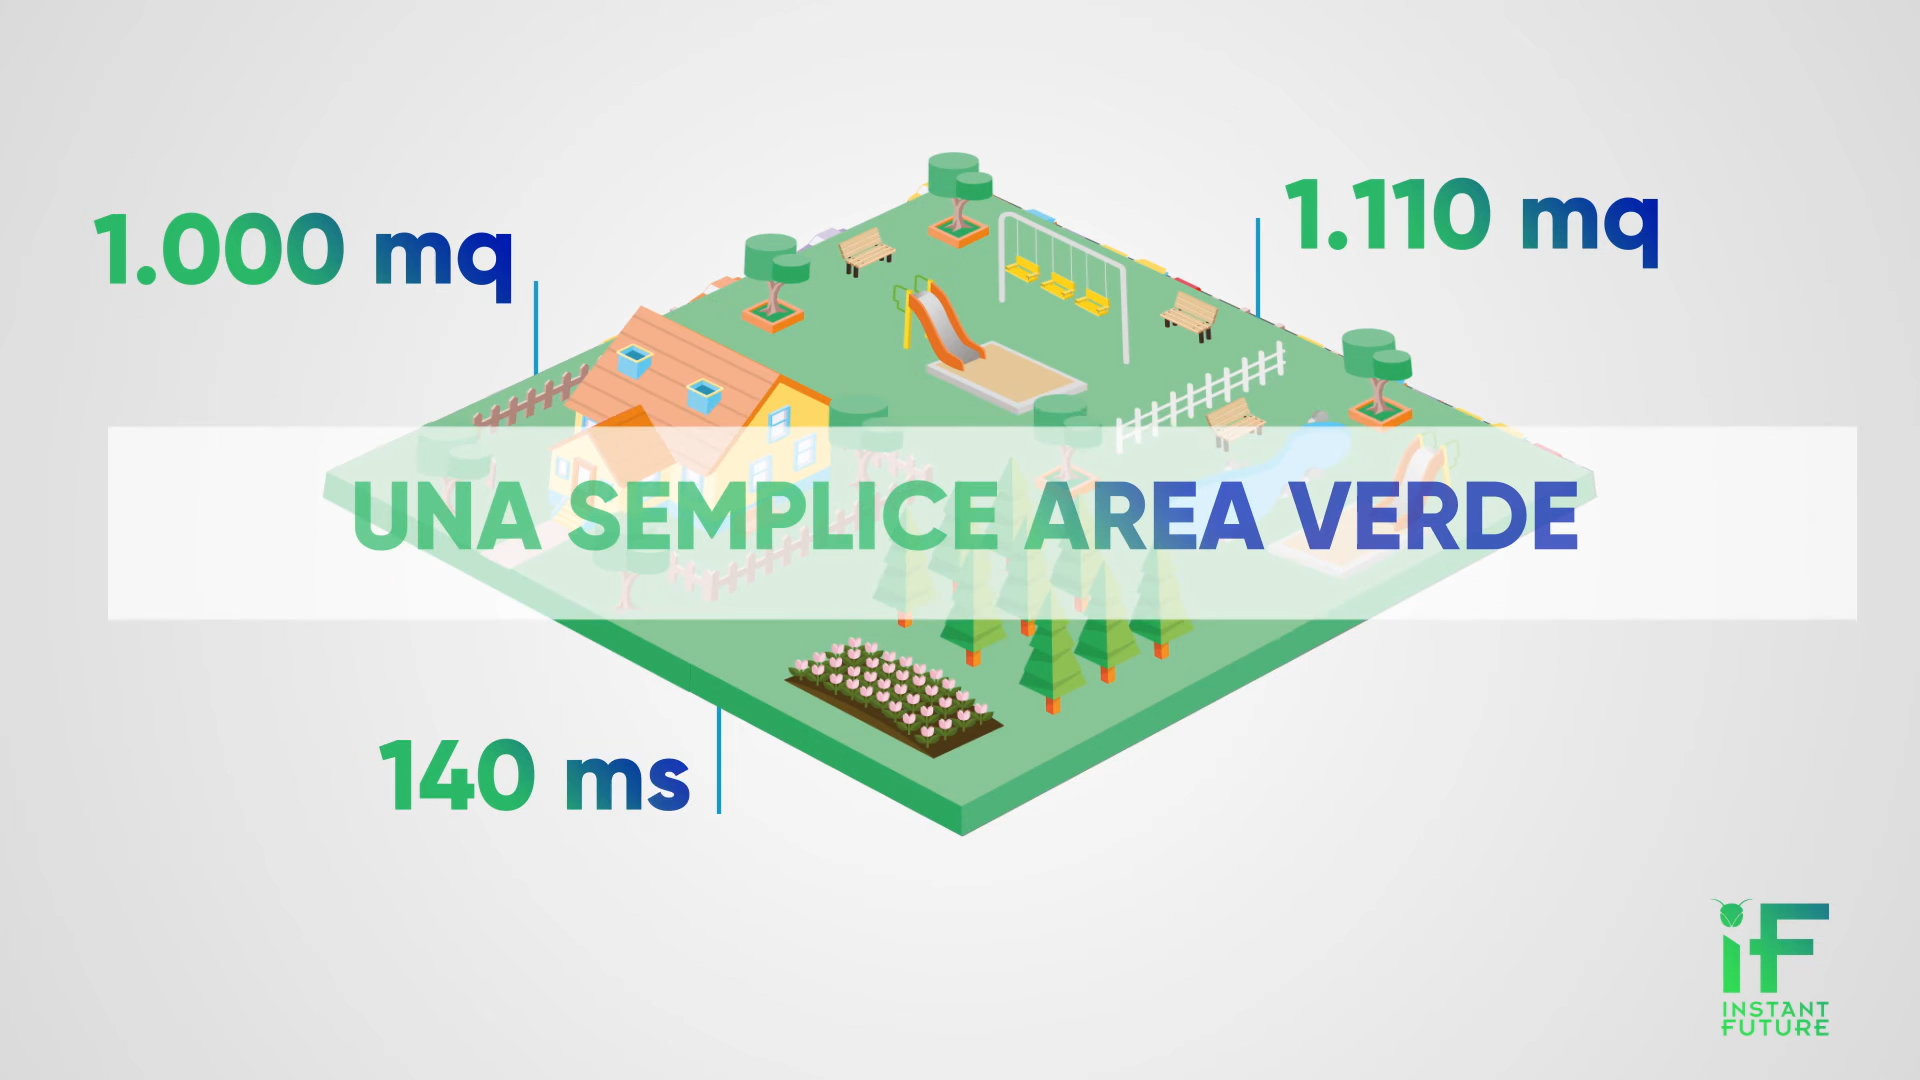 1.000 mq
1.110 mq
UNA SEMPLICE AREA VERDE
140 ms
iF
INSTANT
FUTURE